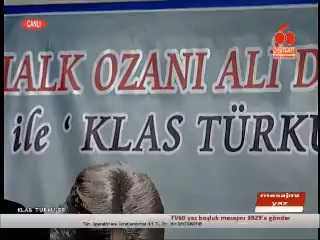 CANLI
HALK OZANI ALİ D
ile ' KLAS TÜRKÜ
KLAS TÜRKÜLER
mesajını
yaz
TV60 yaz boşluk mesajını 3929'a gönder